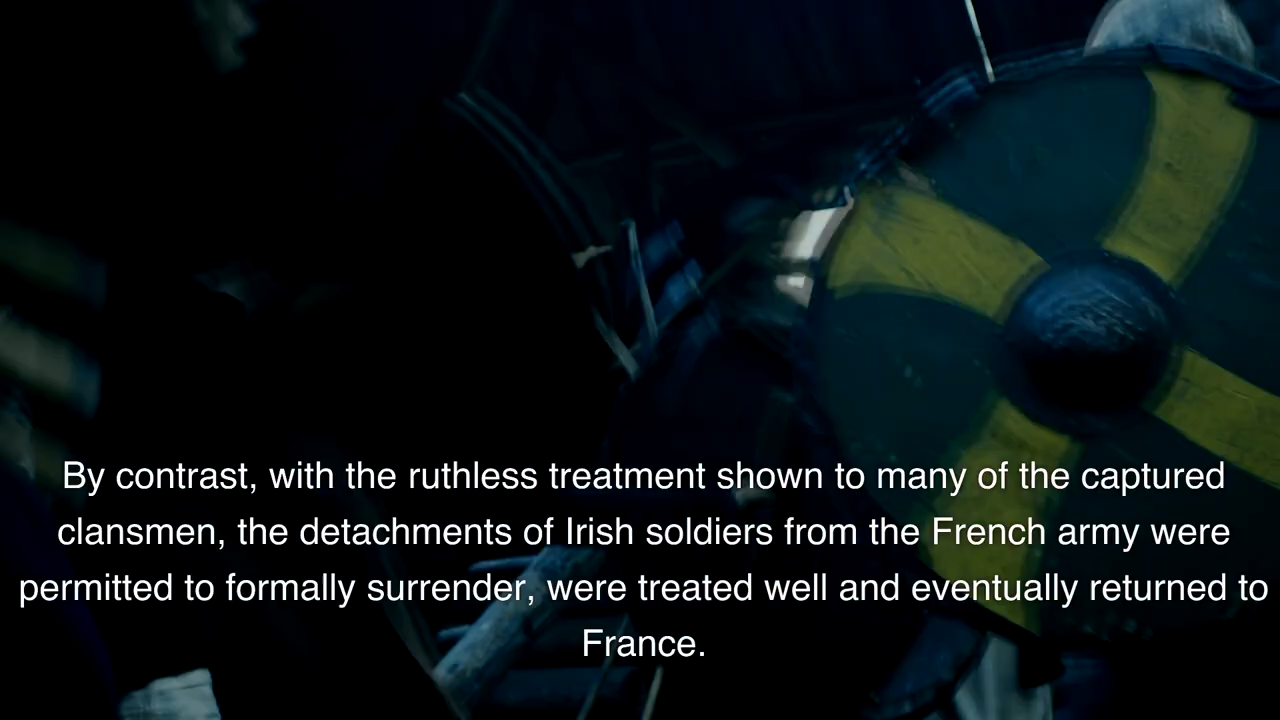 By contrast, with the ruthless treatment shown to many of the captured
clansmen, the detachments of Irish soldiers from the French army were
permitted to formally surrender, were treated well and eventually returned to
France.